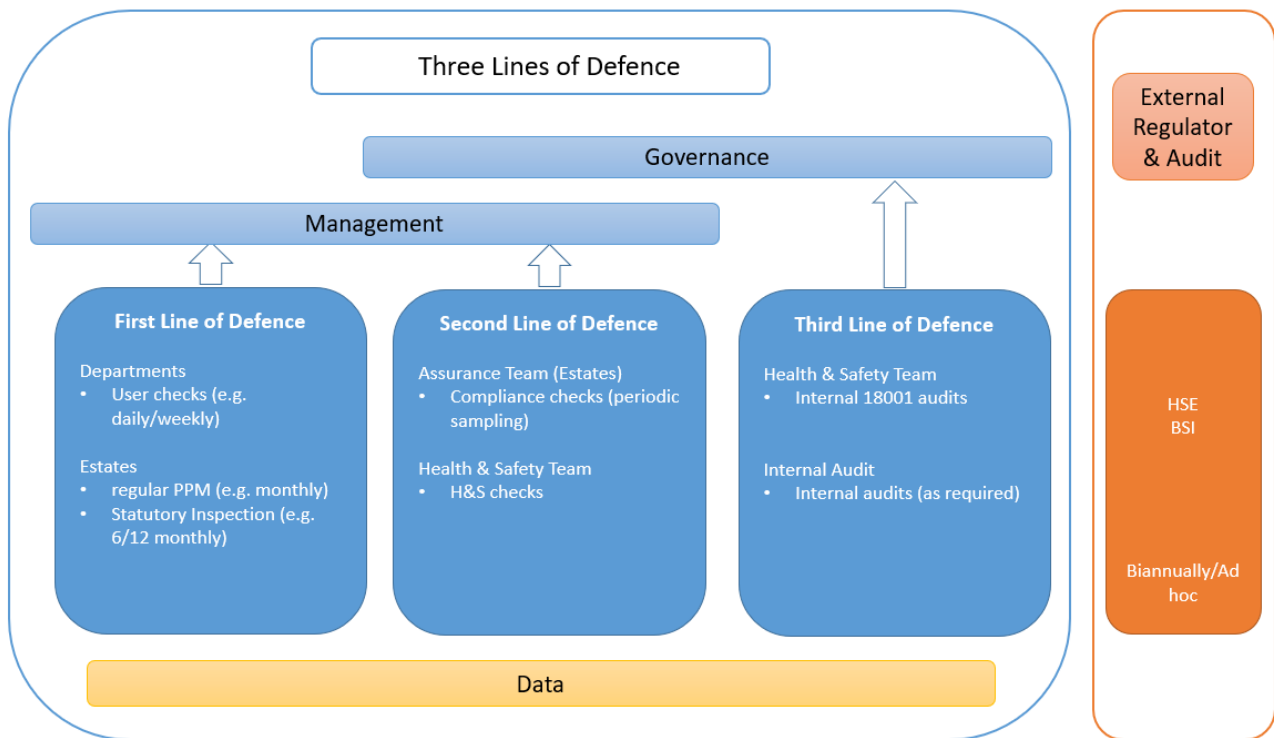 Three Lines of Defence
External
Regulator
& Audit
Governance
Management
First Line of Defence
Departments
• User checks (e.g.
daily/weekly)
Estates
• regular PPM (e.g. monthly)
• Statutory Inspection (e.g.
6/12 monthly)
Second Line of Defence
Assurance Team (Estates)
• Compliance checks (periodic
sampling)
Health & Safety Team
• H&S checks
Third Line of Defence
Health & Safety Team
• Internal 18001 audits
Internal Audit
• Internal audits (as required)
HSE
BSI
Biannually/Ad
hoc
Data